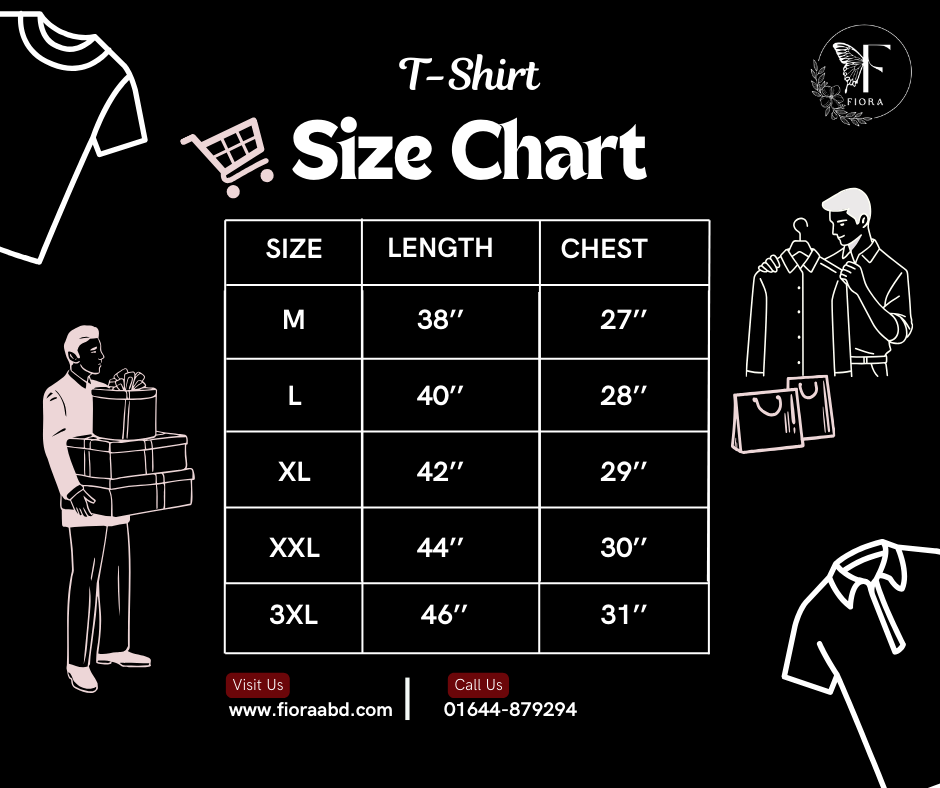 T-Shirt
F
FIORA
Size Chart
SIZE LENGTH CHEST
M 38’’ 27’’
L 40’’ 28’’
XL 42’’ 29’’
XXL 44’’ 30’’
3XL 46’’ 31’’
Visit Us Call Us
www.fioraabd.com 01644-879294